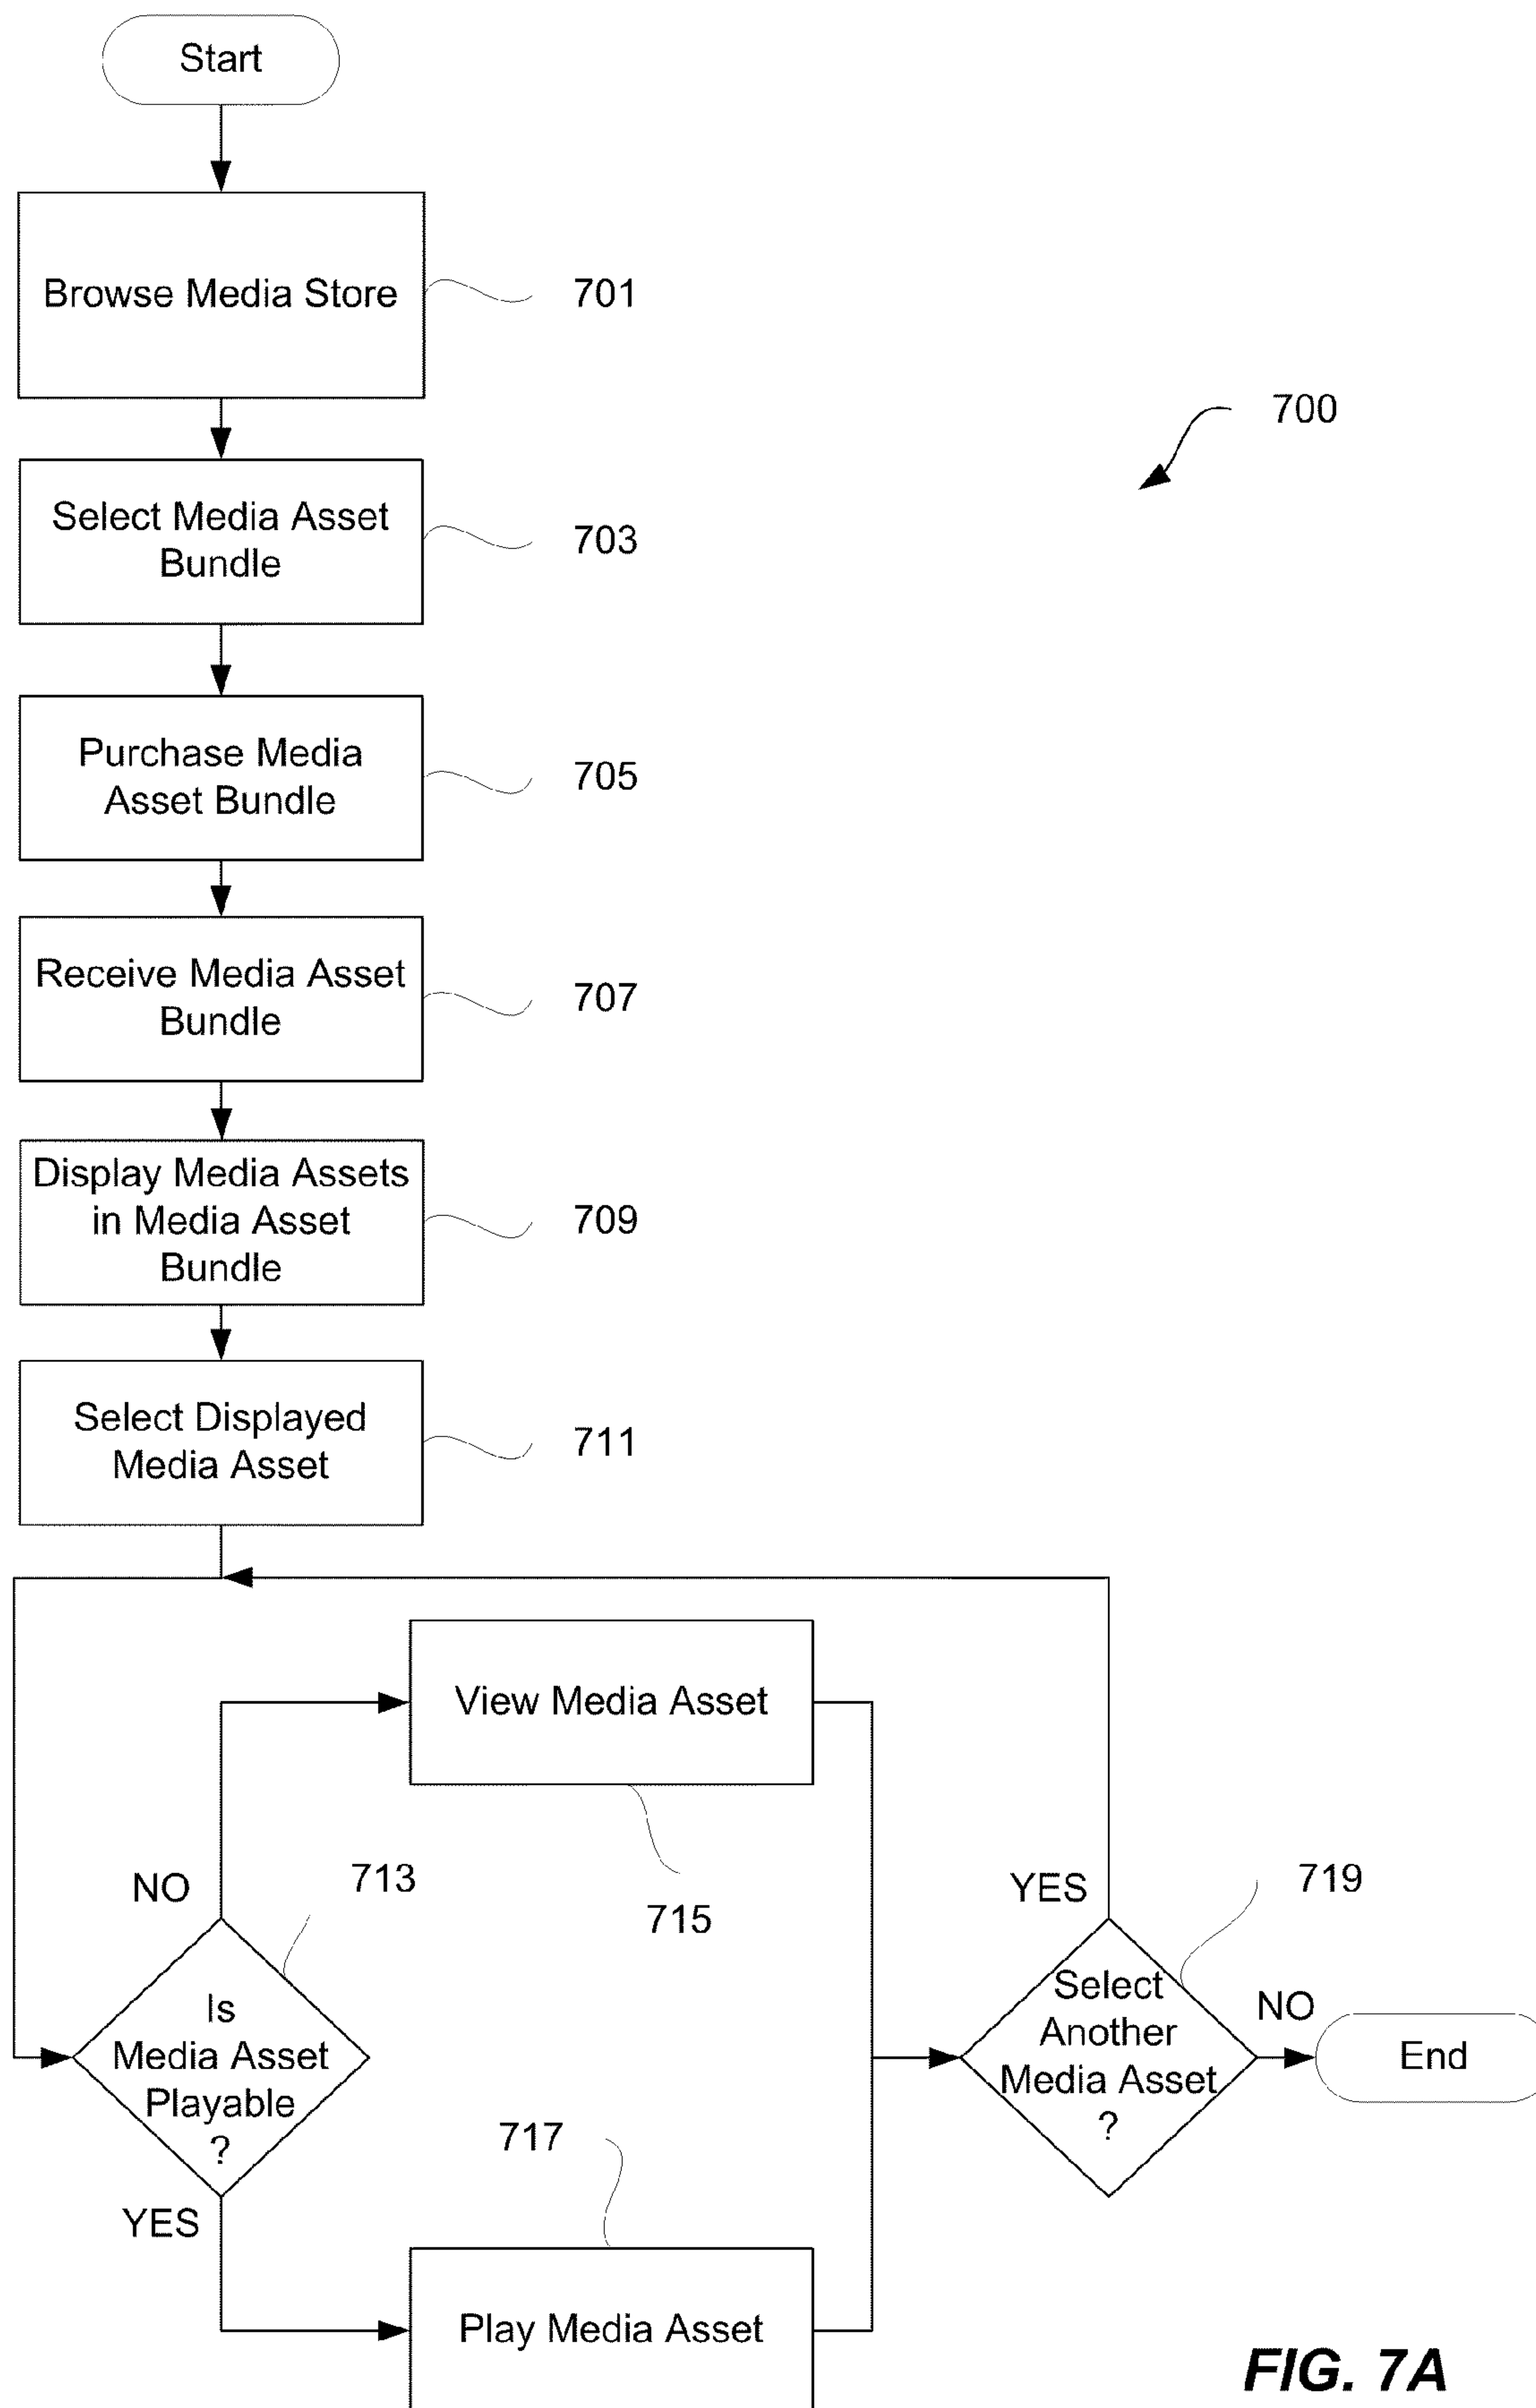 Start
Browse Media Store
701
700
Select Media Asset
Bundle
703
Purchase Media
Asset Bundle
705
Receive Media Asset
Bundle
707
Display Media Assets
in Media Asset
Bundle
709
Select Displayed
Media Asset
711
View Media Asset
715
NO
713
Is
Media Asset
Playable
?
YES
717
Play Media Asset
YES
719
Select
Another
Media Asset
?
NO
End
FIG. 7A